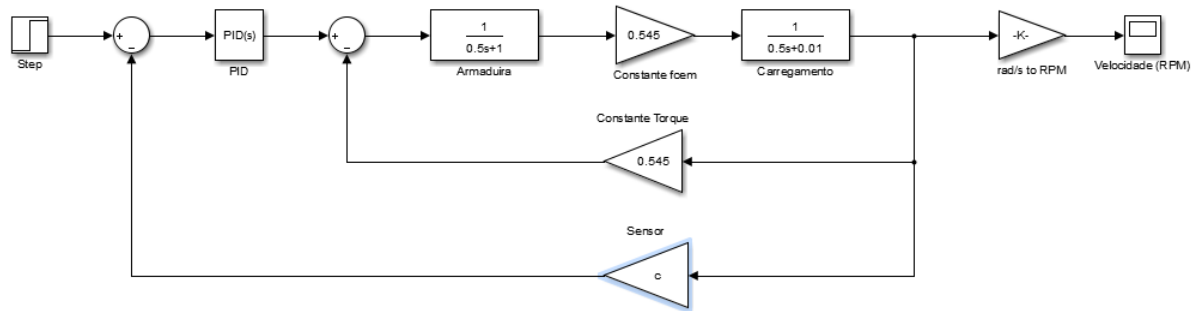 Step
+
−
PID(s)
PID
+
−
1
0.5s+1
Armaduira
0.545
Constante fcem
1
0.5s+0.01
Carregamento
-K-
rad/s to RPM
Velocidade (RPM)
Constante Torque
0.545
Sensor
c